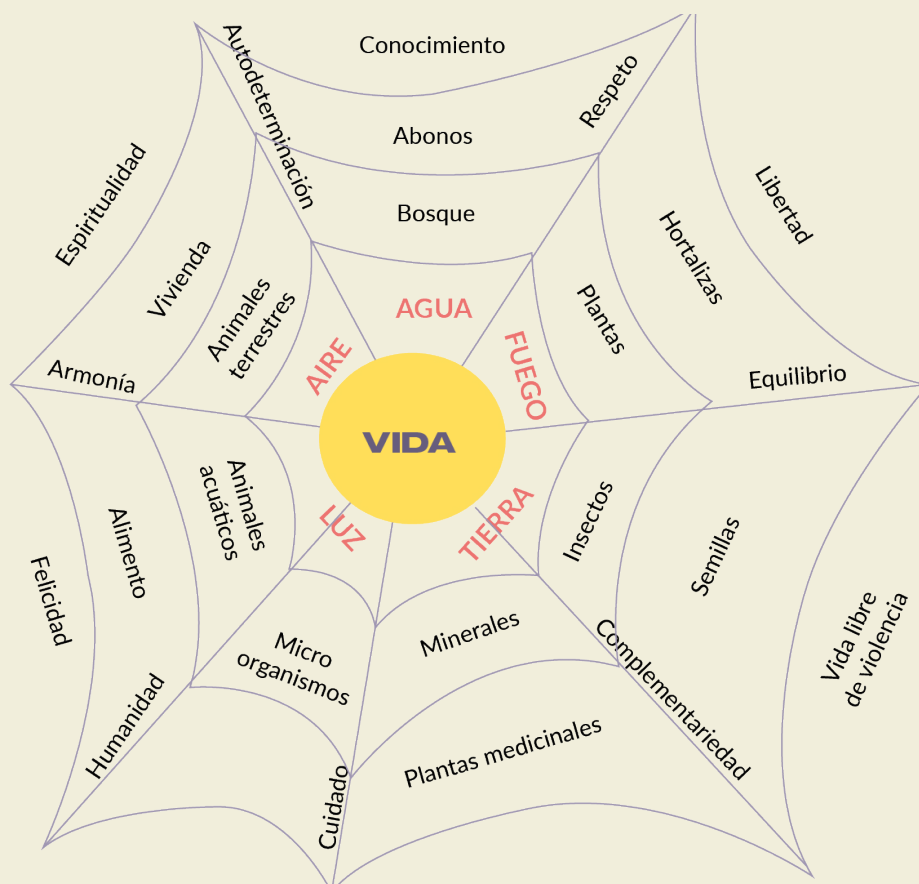 Conocimiento
Autodeterminación
Respeto
Abonos
Espiritualidad
Libertad
Bosque
Vivienda
Hortalizas
Animales
terrestres
AGUA
Plantas
AIRE
FUEGO
Armonía
Equilibrio
VIDA
Animales
acuáticos
LUZ
TIERRA
Insectos
Alimento
Semillas
Felicidad
Vida libre
de violencia
Micro
organismos
Minerales
Complementariedad
Humanidad
Plantas medicinales
Cuidado